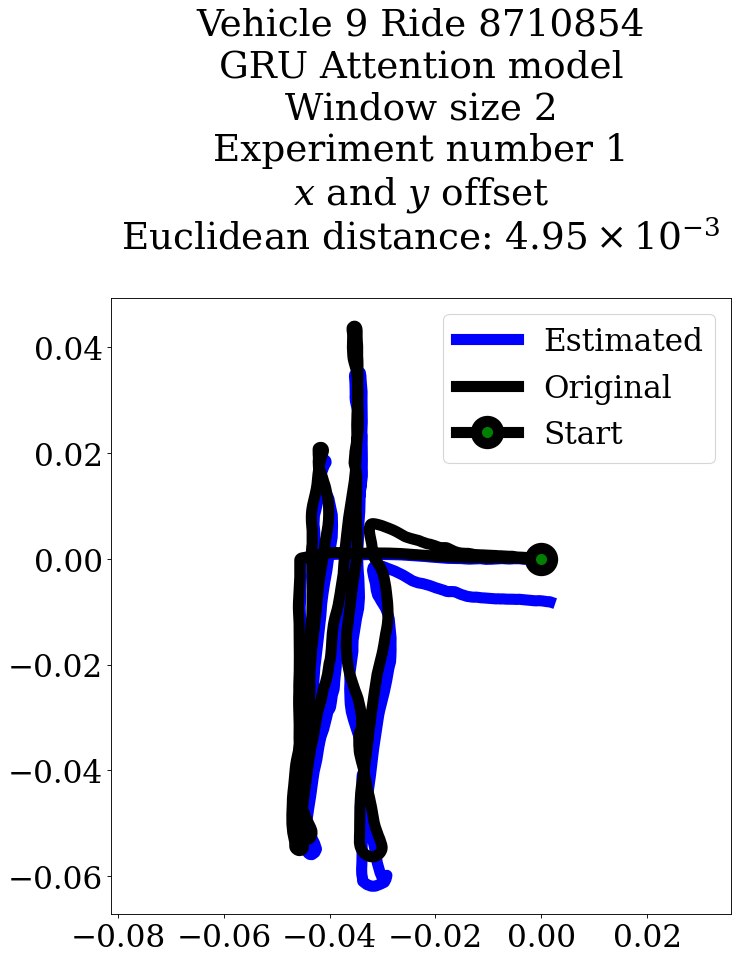 Vehicle 9 Ride 8710854
GRU Attention model
Window size 2
Experiment number 1
x and y offset
Euclidean distance: 4.95 × 10⁻³
Estimated
Original
Start
0.04
0.02
0.00
−0.02
−0.04
−0.06
−0.08 −0.06 −0.04 −0.02 0.00 0.02